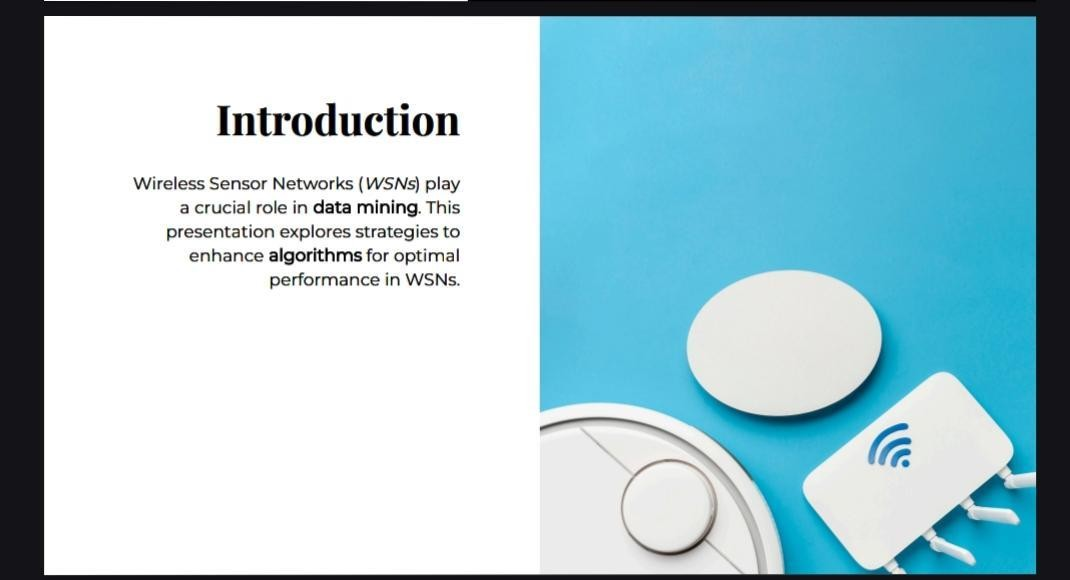 Introduction
Wireless Sensor Networks (WSNs) play
a crucial role in data mining. This
presentation explores strategies to
enhance algorithms for optimal
performance in WSNs.